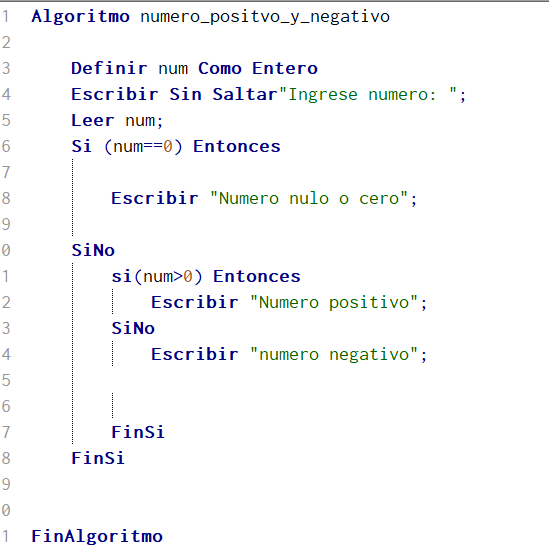 1 Algoritmo numero_positvo_y_negativo
2
3 Definir num Como Entero
4 Escribir Sin Saltar"Ingrese numero: ";
5 Leer num;
6 Si (num==0) Entonces
7
8 Escribir "Numero nulo o cero";
9
0 SiNo
1 si(num>0) Entonces
2 Escribir "Numero positivo";
3 SiNo
4 Escribir "numero negativo";
5
6
7 FinSi
8 FinSi
9
0
1 FinAlgoritmo